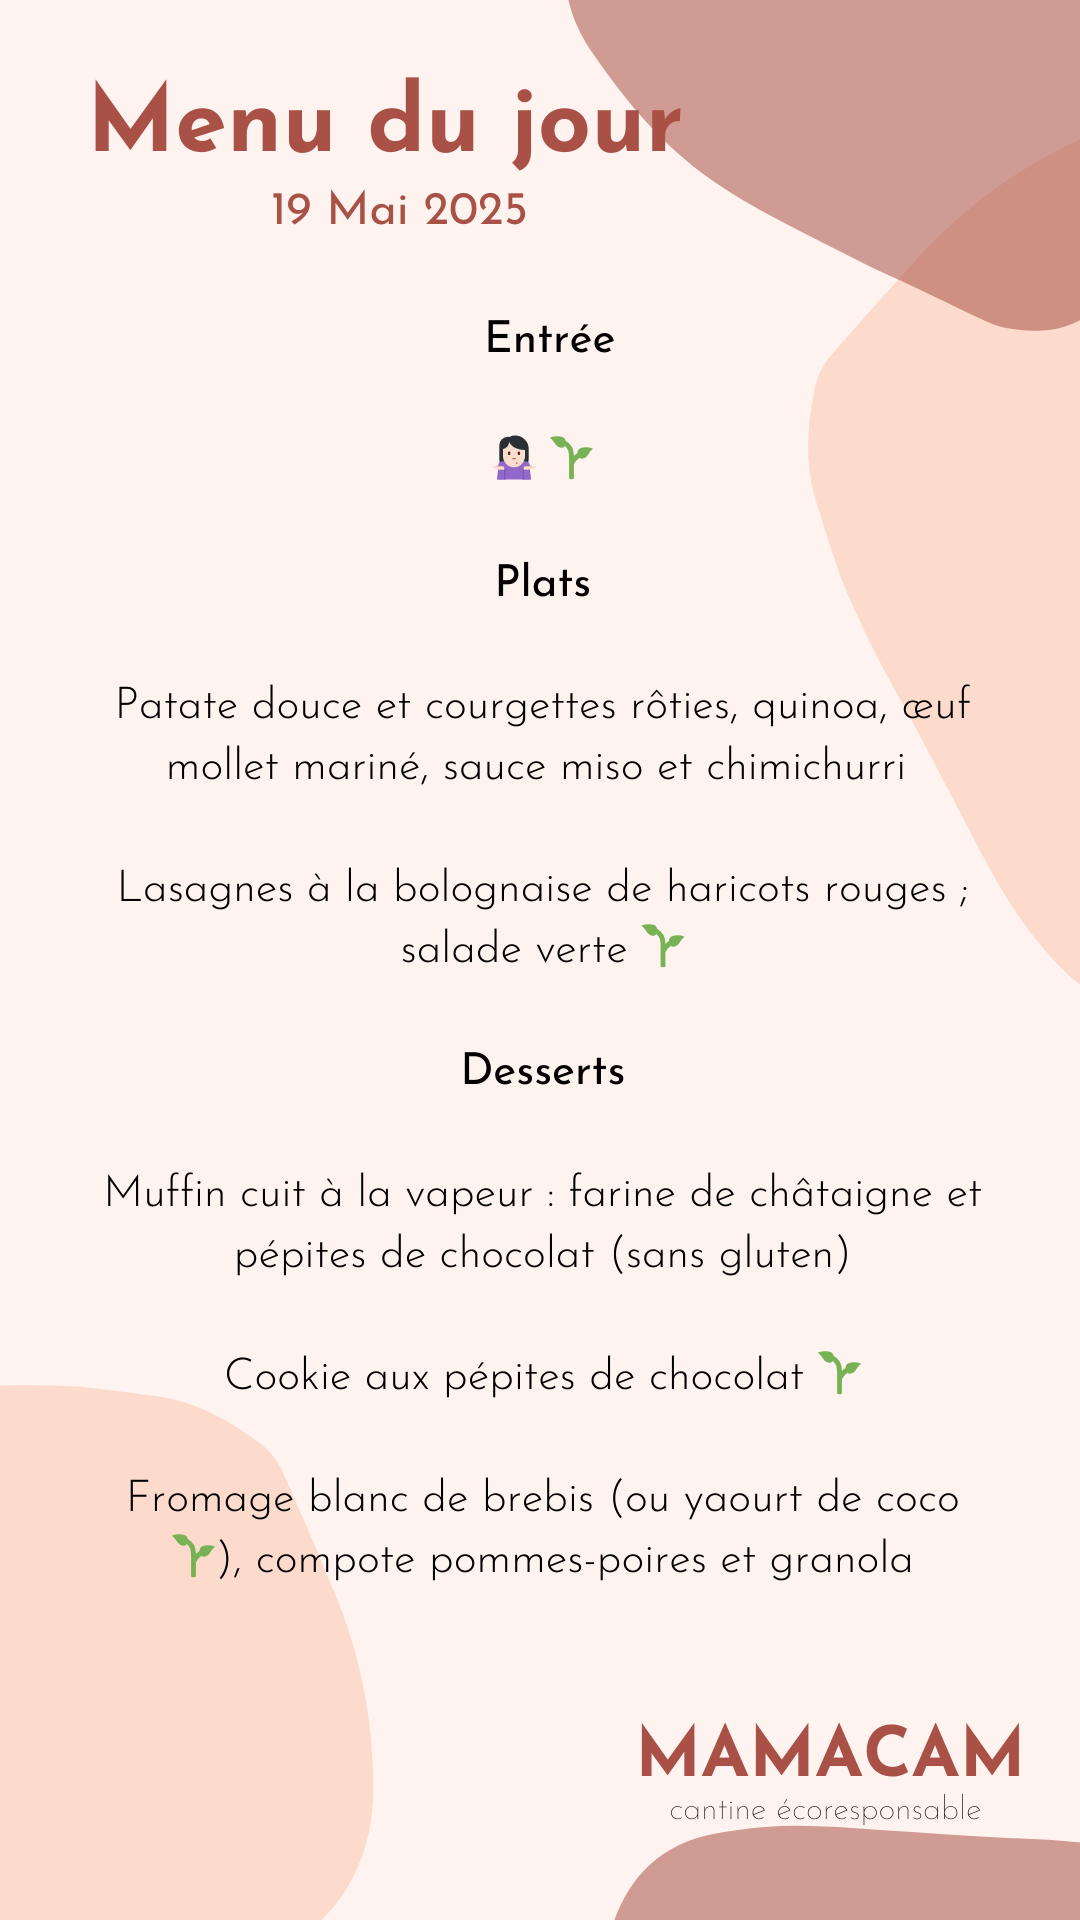 Menu du jour
19 Mai 2025
Entrée
🤷🏻‍♀️ 🌱
Plats
Patate douce et courgettes rôties, quinoa, œuf
mollet mariné, sauce miso et chimichurri
Lasagnes à la bolognaise de haricots rouges ;
salade verte 🌱
Desserts
Muffin cuit à la vapeur : farine de châtaigne et
pépites de chocolat (sans gluten)
Cookie aux pépites de chocolat 🌱
Fromage blanc de brebis (ou yaourt de coco
🌱), compote pommes-poires et granola
MAMACAM
cantine écoresponsable